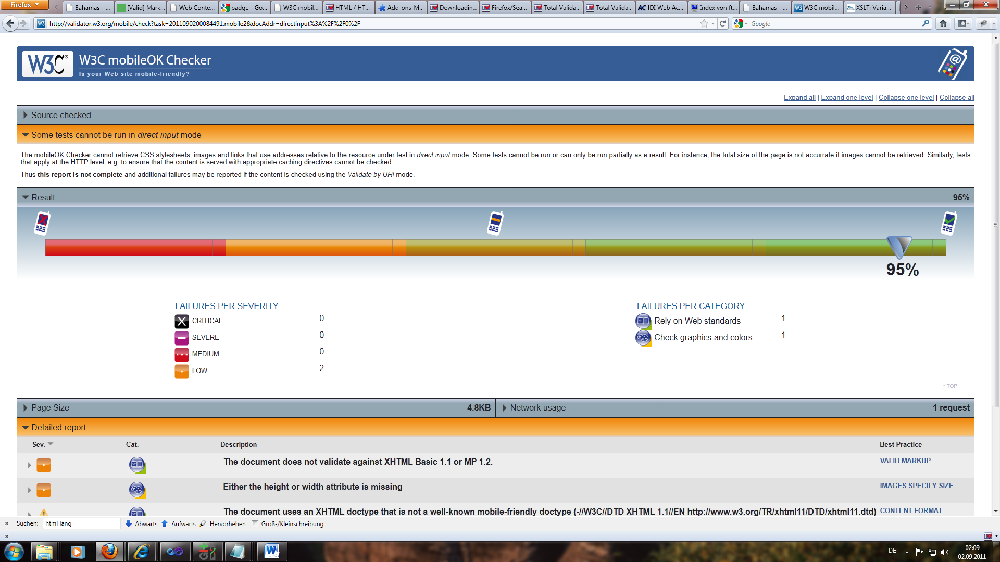 Firefox
Bahamas - ...
[Valid] Mark...
Web Conte...
badge - Go...
W3C mobil...
HTML / HT...
Add-ons-M...
Downloadin...
Firefox/Sea...
Total Valida...
Total Valida...
AC IDI Web Ac...
Index von ft...
Bahamas - ...
W3C mobil...
XSLT: Varia...
W3 http://validator.w3.org/mobile/check?task=2011090200084491.mobile2&docAddr=directinput%3A%2F%2F0%2F
Google
W3C® W3C mobileOK Checker
Is your Web site mobile-friendly?
Expand all | Expand one level | Collapse one level | Collapse all
Source checked
Some tests cannot be run in direct input mode
The mobileOK Checker cannot retrieve CSS stylesheets, images and links that use addresses relative to the resource under test in direct input mode. Some tests cannot be run or can only be run partially as a result. For instance, the total size of the page is not accurrate if images cannot be retrieved. Similarly, tests
that apply at the HTTP level, e.g. to ensure that the content is served with appropriate caching directives cannot be checked.
Thus this report is not complete and additional failures may be reported if the content is checked using the Validate by URI mode.
Result 95%
95%
FAILURES PER SEVERITY
CRITICAL 0
SEVERE 0
MEDIUM 0
LOW 2
FAILURES PER CATEGORY
Rely on Web standards 1
Check graphics and colors 1
↑ TOP
Page Size 4.8KB
Network usage 1 request
Detailed report
Sev. Cat. Description Best Practice
The document does not validate against XHTML Basic 1.1 or MP 1.2. VALID MARKUP
Either the height or width attribute is missing IMAGES SPECIFY SIZE
The document uses an XHTML doctype that is not a well-known mobile-friendly doctype (-//W3C//DTD XHTML 1.1//EN http://www.w3.org/TR/xhtml11/DTD/xhtml11.dtd) CONTENT FORMAT
× Suchen: html lang Abwärts Aufwärts Hervorheben Groß-/Kleinschreibung
×
DE
02:09
02.09.2011